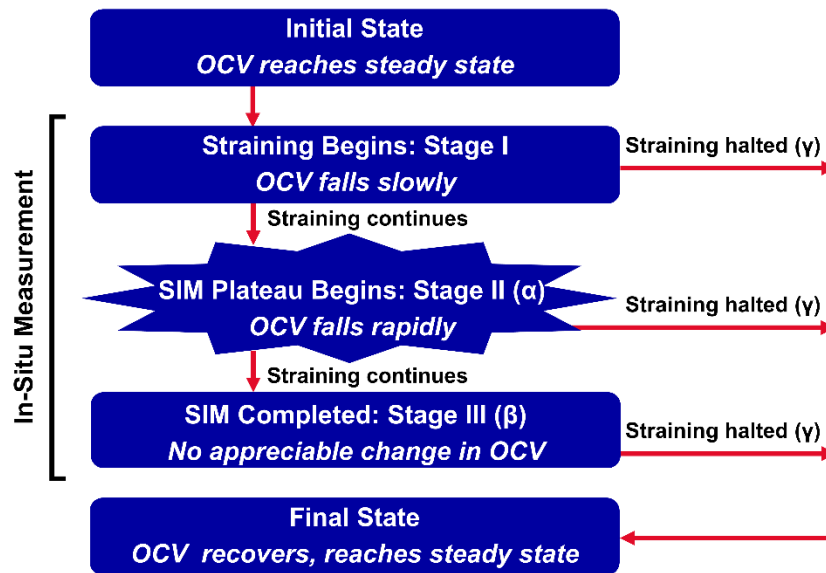 Initial State
OCV reaches steady state
Straining Begins: Stage I
OCV falls slowly
Straining halted (γ)
Straining continues
SIM Plateau Begins: Stage II (α)
OCV falls rapidly
Straining halted (γ)
Straining continues
SIM Completed: Stage III (β)
No appreciable change in OCV
Straining halted (γ)
Final State
OCV recovers, reaches steady state
In-Situ Measurement